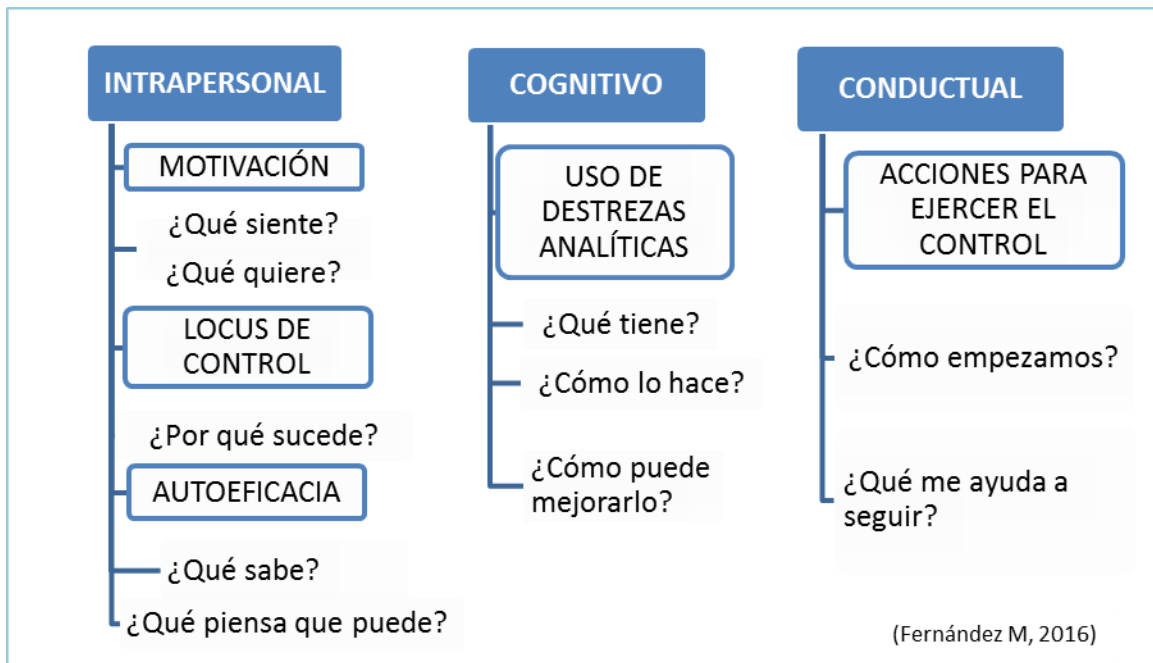 INTRAPERSONAL
MOTIVACIÓN
¿Qué siente?
¿Qué quiere?
LOCUS DE
CONTROL
¿Por qué sucede?
AUTOEFICACIA
¿Qué sabe?
¿Qué piensa que puede?
COGNITIVO
USO DE
DESTREZAS
ANALÍTICAS
¿Qué tiene?
¿Cómo lo hace?
¿Cómo puede
mejorarlo?
CONDUCTUAL
ACCIONES PARA
EJERCER EL
CONTROL
¿Cómo empezamos?
¿Qué me ayuda a
seguir?
(Fernández M, 2016)